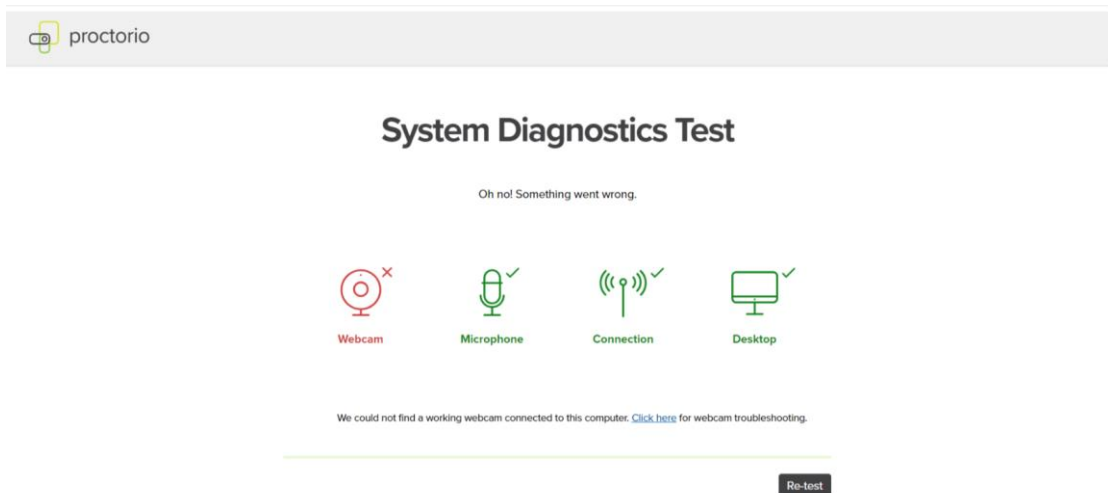 proctorio
System Diagnostics Test
Oh no! Something went wrong.
Webcam Microphone Connection Desktop
We could not find a working webcam connected to this computer. Click here for webcam troubleshooting.
Re-test